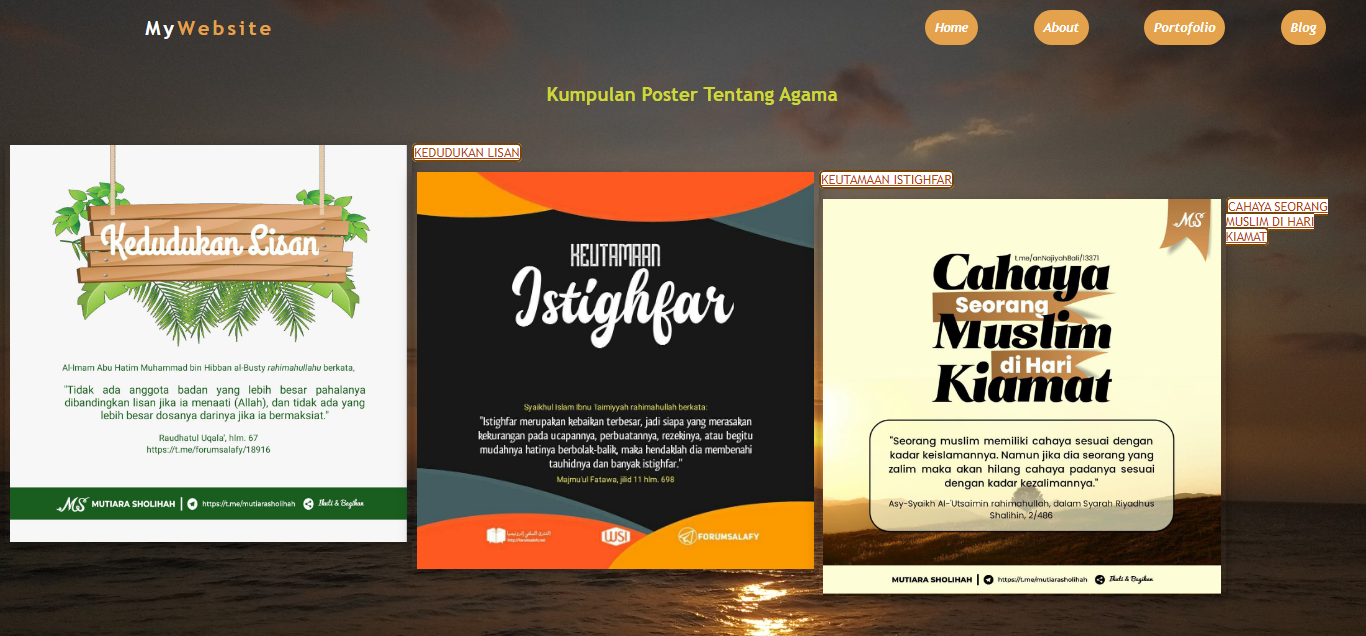 MyWebsite
Home
About
Portofolio
Blog
Kumpulan Poster Tentang Agama
Kedudukan Lisan
Al-Imam Abu Hatim Muhammad bin Hibban al-Busty rahimahullahu berkata,
"Tidak ada anggota badan yang lebih besar pahalanya
dibandingkan lisan jika ia menaati (Allah), dan tidak ada yang
lebih besar dosanya darinya jika ia bermaksiat."
Raudhatul Uqala', hlm. 67
https://t.me/forumsalafy/18916
MS MUTIARA SHOLIHAH | https://t.me/mutiarasholihah Ikuti & Bagikan
KEDUDUKAN LISAN
KEUTAMAAN
Istighfar
Syaikhul Islam Ibnu Taimiyyah rahimahullah berkata:
"Istighfar merupakan kebaikan terbesar, jadi siapa yang merasakan
kekurangan pada ucapannya, perbuatannya, rezekinya, atau begitu
mudahnya hatinya berbolak-balik, maka hendaklah dia membenahi
tauhidnya dan banyak istighfar."
Majmu'ul Fatawa, jilid 11 hlm. 698
WSI
FORUMSALAFY
KEUTAMAAN ISTIGHFAR
MS
t.me/anNajiyahBali/13371
Cahaya
Seorang
Muslim
di Hari
Kiamat
"Seorang muslim memiliki cahaya sesuai dengan
kadar keislamannya. Namun jika dia seorang yang
zalim maka akan hilang cahaya padanya sesuai
dengan kadar kezalimannya."
Asy-Syaikh Al-'Utsaimin rahimahullah, dalam Syarah Riyadhus
Shalihin, 2/486
MUTIARA SHOLIHAH | https://t.me/mutiarasholihah Ikuti & Bagikan
CAHAYA SEORANG
MUSLIM DI HARI
KIAMAT